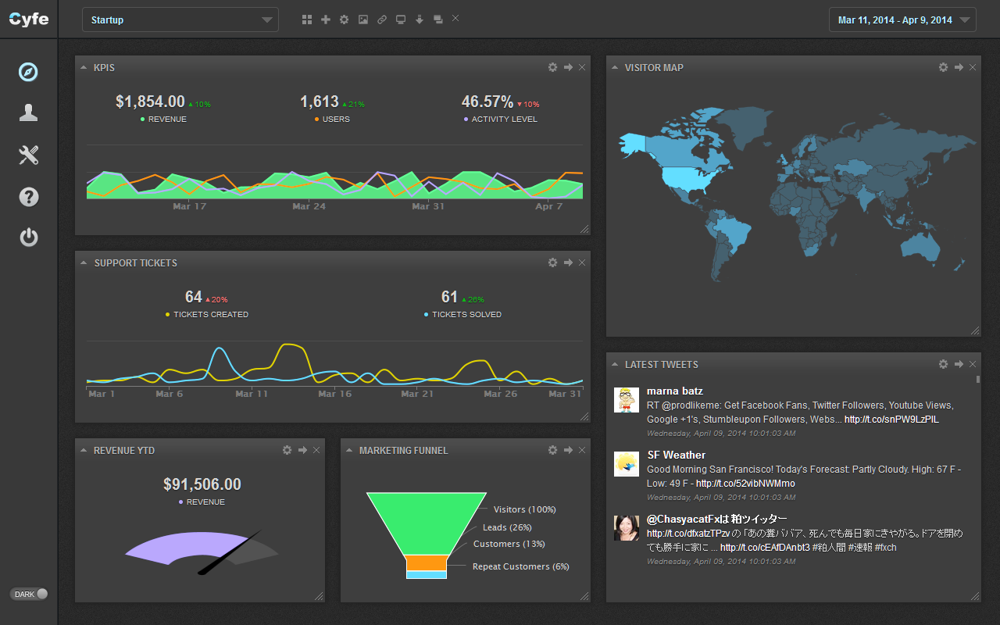 Cyfe
Startup
Mar 11, 2014 - Apr 9, 2014
KPIS
$1,854.00 ▲10%
REVENUE
1,613 ▲21%
USERS
46.57% ▼10%
ACTIVITY LEVEL
Mar 17 Mar 24 Mar 31 Apr 7
SUPPORT TICKETS
64 ▲20%
TICKETS CREATED
61 ▲26%
TICKETS SOLVED
Mar 1 Mar 6 Mar 11 Mar 16 Mar 21 Mar 26 Mar 31
REVENUE YTD
$91,506.00
REVENUE
MARKETING FUNNEL
Visitors (100%)
Leads (26%)
Customers (13%)
Repeat Customers (6%)
VISITOR MAP
LATEST TWEETS
marna batz
RT @prodlikeme: Get Facebook Fans, Twitter Followers, Youtube Views,
Google +1's, Stumbleupon Followers, Webs... http://t.co/snPW9LzPIL
Wednesday, April 09, 2014 10:01:03 AM
SF Weather
Good Morning San Francisco! Today's Forecast: Partly Cloudy. High: 67 F -
Low: 49 F - http://t.co/52vibNWMmo
Wednesday, April 09, 2014 10:01:03 AM
@ChasyacatFxは粕ツイッター
http://t.co/dfxatzTPzv の「あの糞ババア、死んでも毎日家にきやがる。ドアを閉め
ても勝手に家に ... http://t.co/cEAfDAnbt3 #粕人間 #速報 #fxch
Wednesday, April 09, 2014 10:01:03 AM
DARK